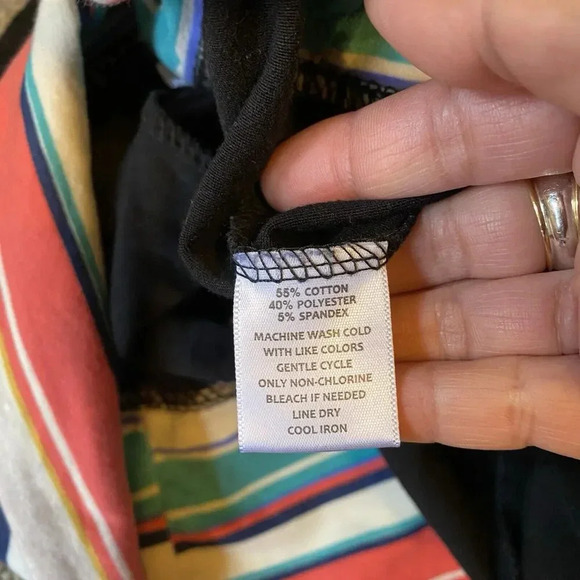 55% COTTON
40% POLYESTER
5% SPANDEX
MACHINE WASH COLD
WITH LIKE COLORS
GENTLE CYCLE
ONLY NON-CHLORINE
BLEACH IF NEEDED
LINE DRY
COOL IRON